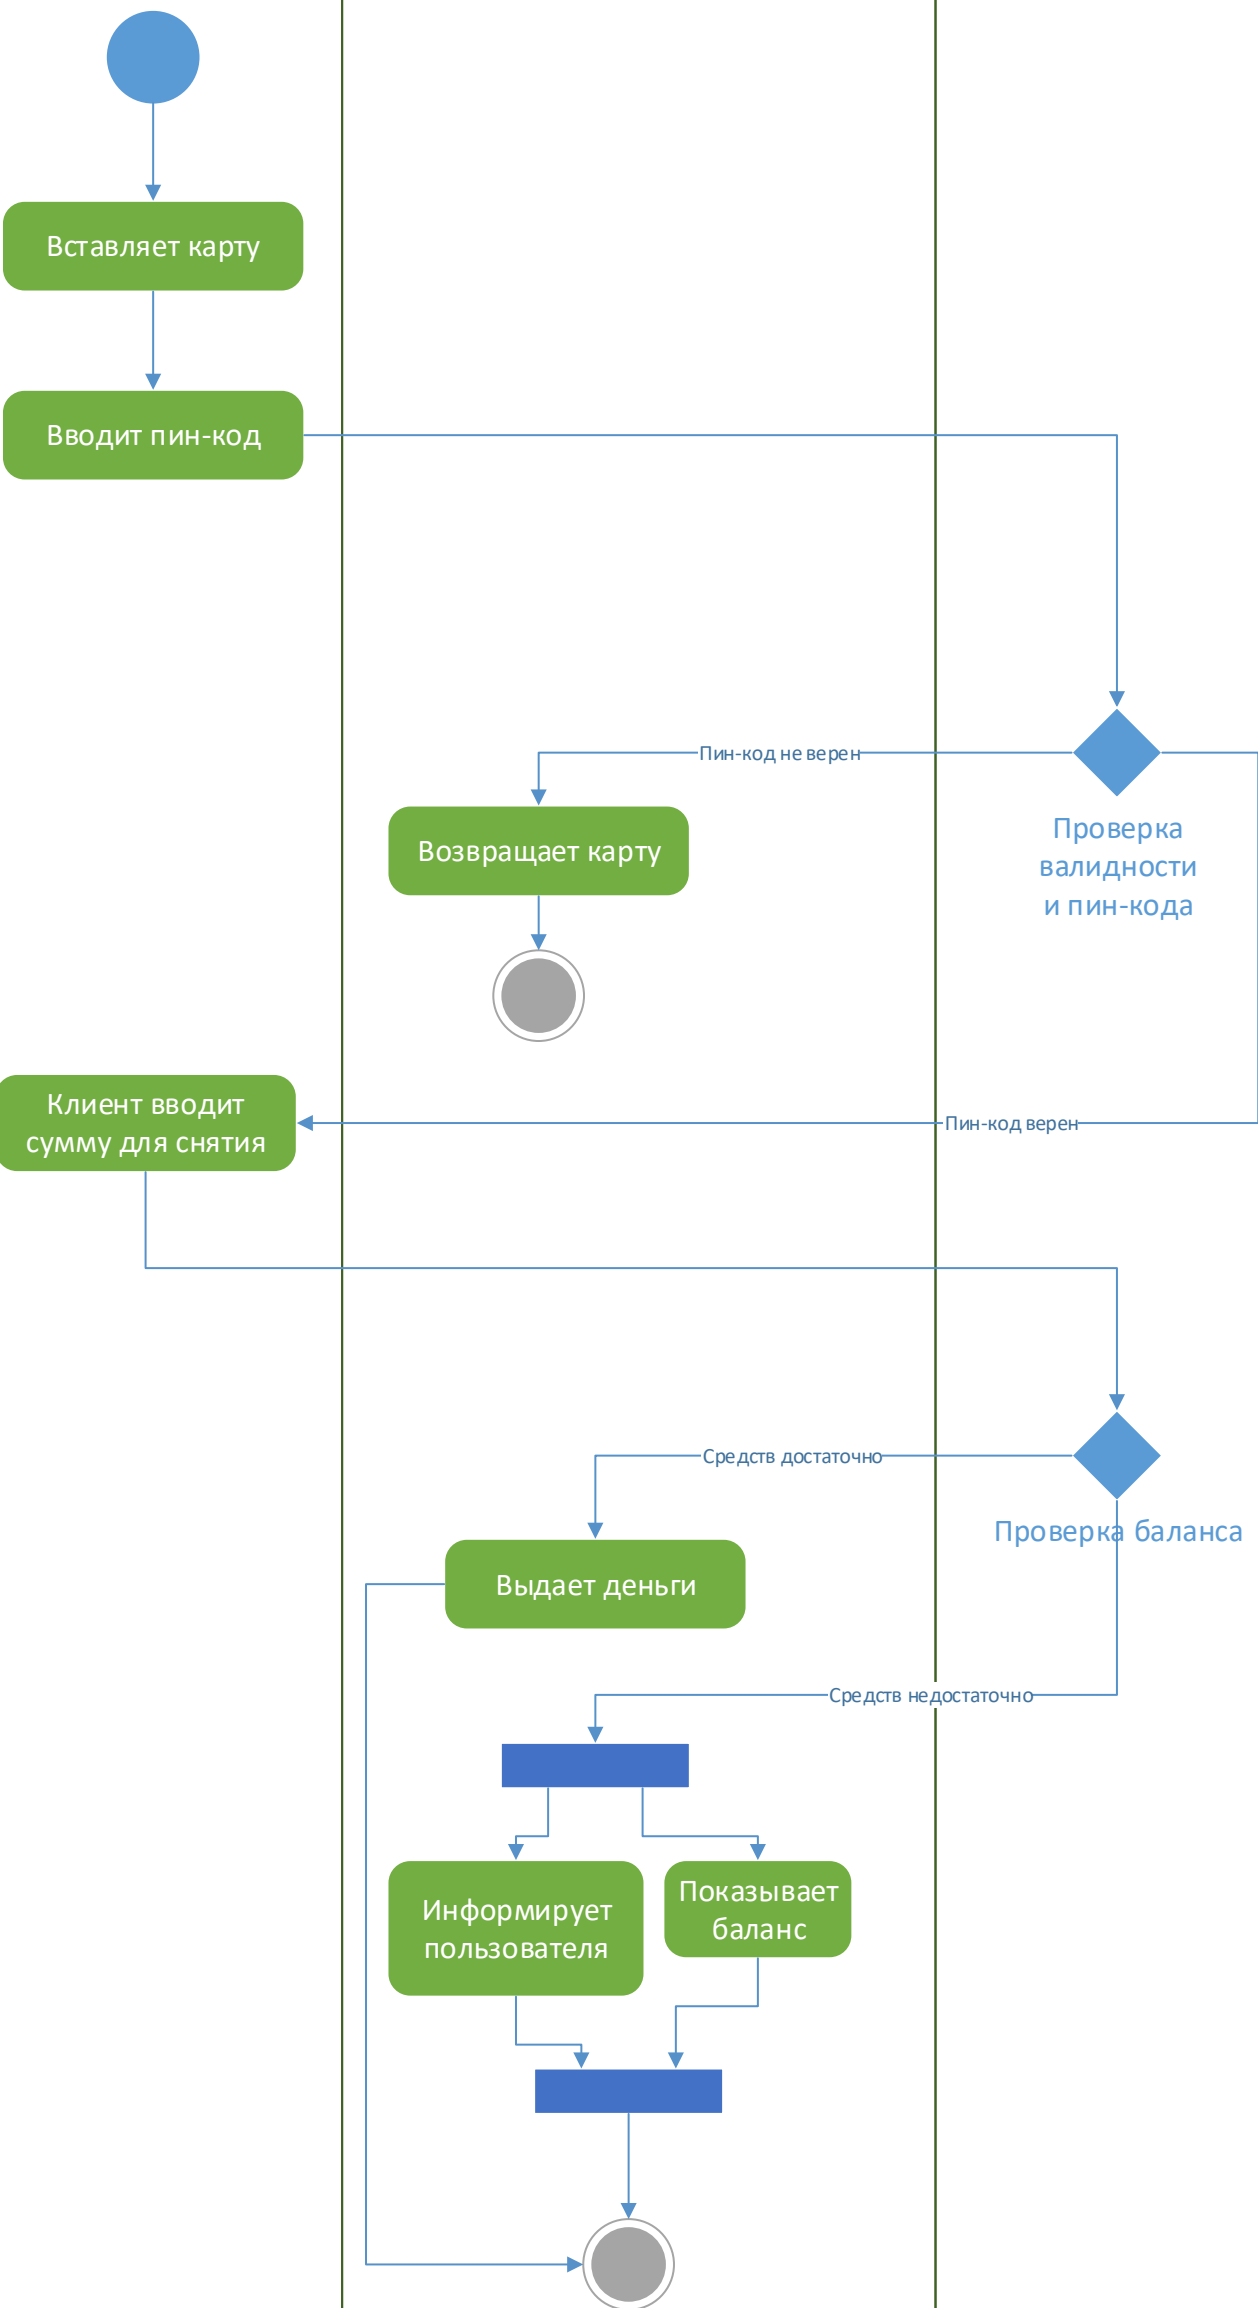 Вставляет карту
Вводит пин-код
Пин-код не верен
Проверка
валидности
и пин-кода
Возвращает карту
Клиент вводит
сумму для снятия
Пин-код верен
Средств достаточно
Проверка баланса
Выдает деньги
Средств недостаточно
Информирует
пользователя
Показывает
баланс